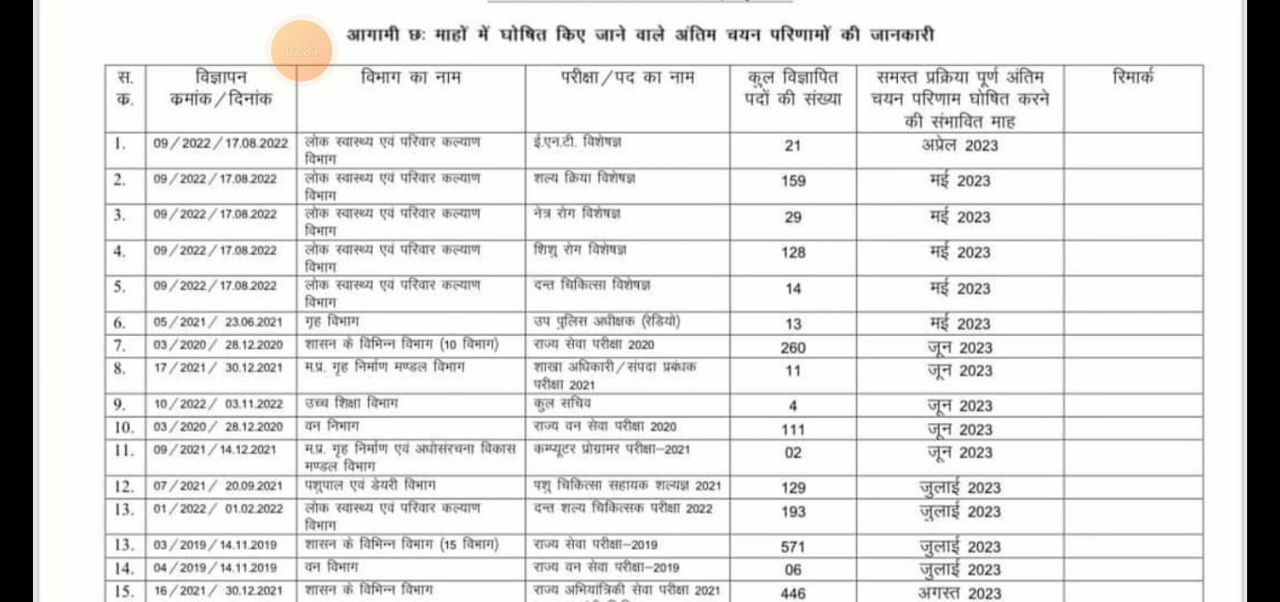 आगामी छः माहों में घोषित किए जाने वाले अंतिम चयन परिणामों की जानकारी
02:39
स. क. विज्ञापन क्रमांक/दिनांक विभाग का नाम परीक्षा/पद का नाम कुल विज्ञापित पदों की संख्या समस्त प्रक्रिया पूर्ण अंतिम चयन परिणाम घोषित करने की संभावित माह रिमार्क
1. 09/2022/17.08.2022 लोक स्वास्थ्य एवं परिवार कल्याण विभाग ई.एन.टी. विशेषज्ञ 21 अप्रेल 2023
2. 09/2022/17.08.2022 लोक स्वास्थ्य एवं परिवार कल्याण विभाग शल्य क्रिया विशेषज्ञ 159 मई 2023
3. 09/2022/17.08.2022 लोक स्वास्थ्य एवं परिवार कल्याण विभाग नेत्र रोग विशेषज्ञ 29 मई 2023
4. 09/2022/17.08.2022 लोक स्वास्थ्य एवं परिवार कल्याण विभाग शिशु रोग विशेषज्ञ 128 मई 2023
5. 09/2022/17.08.2022 लोक स्वास्थ्य एवं परिवार कल्याण विभाग दन्त चिकित्सा विशेषज्ञ 14 मई 2023
6. 05/2021/ 23.06.2021 गृह विभाग उप पुलिस अधीक्षक (रेडियो) 13 मई 2023
7. 03/2020/ 28.12.2020 शासन के विभिन्न विभाग (10 विभाग) राज्य सेवा परीक्षा 2020 260 जून 2023
8. 17/2021/ 30.12.2021 म.प्र. गृह निर्माण मण्डल विभाग शाखा अधिकारी/संपदा प्रबंधक परीक्षा 2021 11 जून 2023
9. 10/2022/ 03.11.2022 उच्च शिक्षा विभाग कुल सचिव 4 जून 2023
10. 03/2020/ 28.12.2020 वन विभाग राज्य वन सेवा परीक्षा 2020 111 जून 2023
11. 09/2021/14.12.2021 म.प्र. गृह निर्माण एवं अधोसंरचना विकास मण्डल विभाग कम्प्यूटर प्रोग्रामर परीक्षा–2021 02 जून 2023
12. 07/2021/ 20.09.2021 पशुपाल एवं डेयरी विभाग पशु चिकित्सा सहायक शल्यज्ञ 2021 129 जुलाई 2023
13. 01/2022/ 01.02.2022 लोक स्वास्थ्य एवं परिवार कल्याण विभाग दन्त शल्य चिकित्सक परीक्षा 2022 193 जुलाई 2023
13. 03/2019/14.11.2019 शासन के विभिन्न विभाग (15 विभाग) राज्य सेवा परीक्षा–2019 571 जुलाई 2023
14. 04/2019/14.11.2019 वन विभाग राज्य वन सेवा परीक्षा–2019 06 जुलाई 2023
15. 16/2021/ 30.12.2021 शासन के विभिन्न विभाग राज्य अभियांत्रिकी सेवा परीक्षा 2021 446 अगस्त 2023